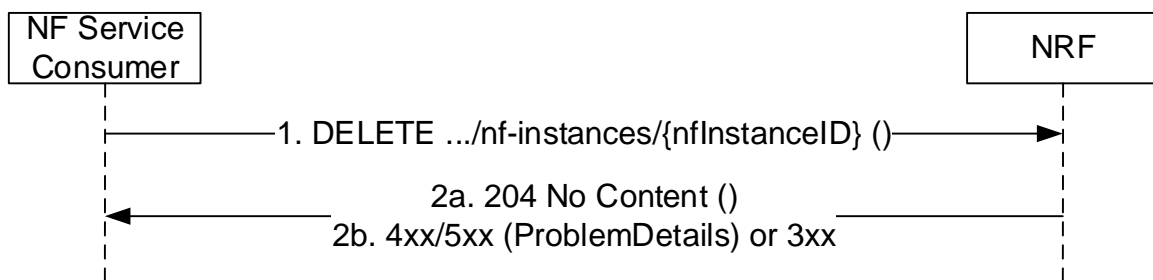 NF Service
Consumer
NRF
1. DELETE .../nf-instances/{nfInstanceID} ()
2a. 204 No Content ()
2b. 4xx/5xx (ProblemDetails) or 3xx